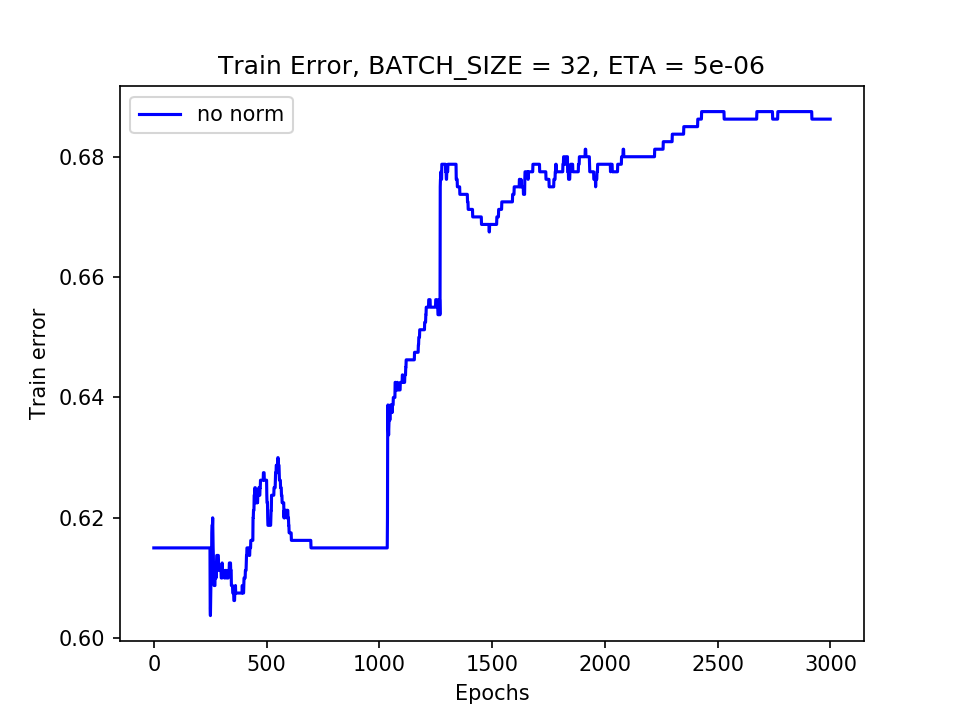 Train Error, BATCH_SIZE = 32, ETA = 5e-06
no norm
Train error
0.68
0.66
0.64
0.62
0.60
0 500 1000 1500 2000 2500 3000
Epochs